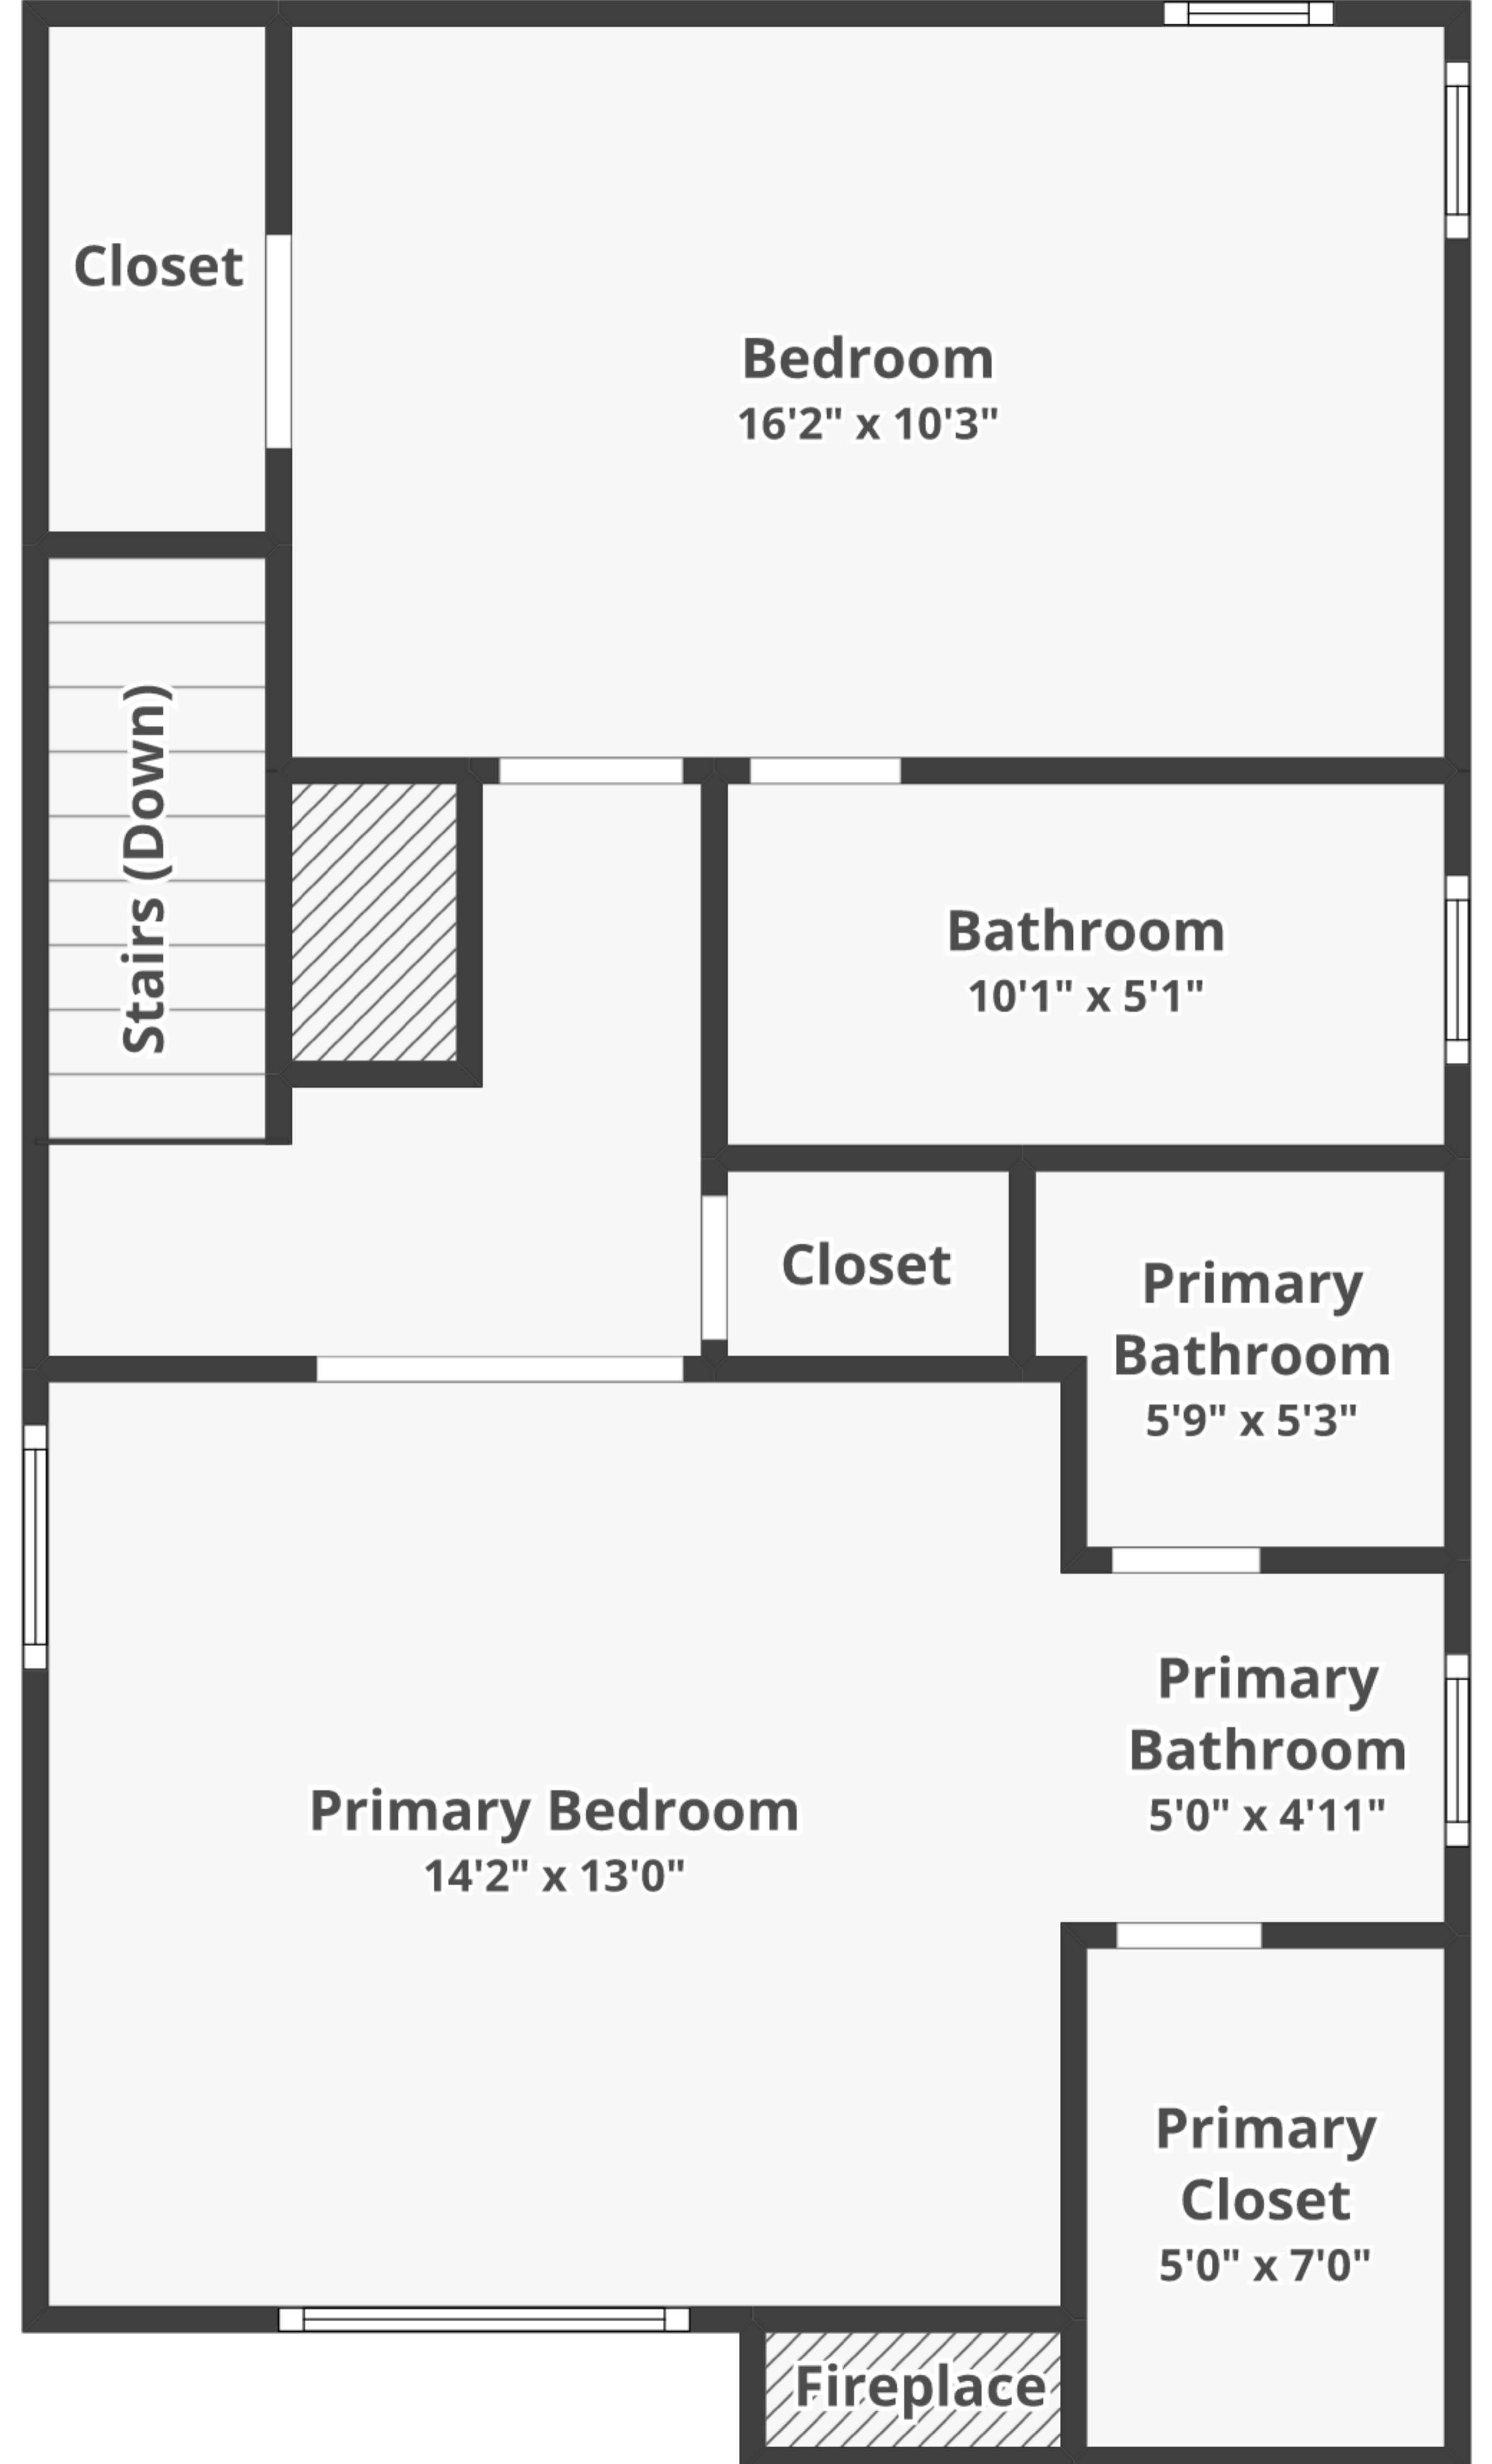 Closet
Bedroom
16'2" x 10'3"
Stairs (Down)
Bathroom
10'1" x 5'1"
Closet
Primary
Bathroom
5'9" x 5'3"
Primary
Bathroom
5'0" x 4'11"
Primary Bedroom
14'2" x 13'0"
Primary
Closet
5'0" x 7'0"
Fireplace